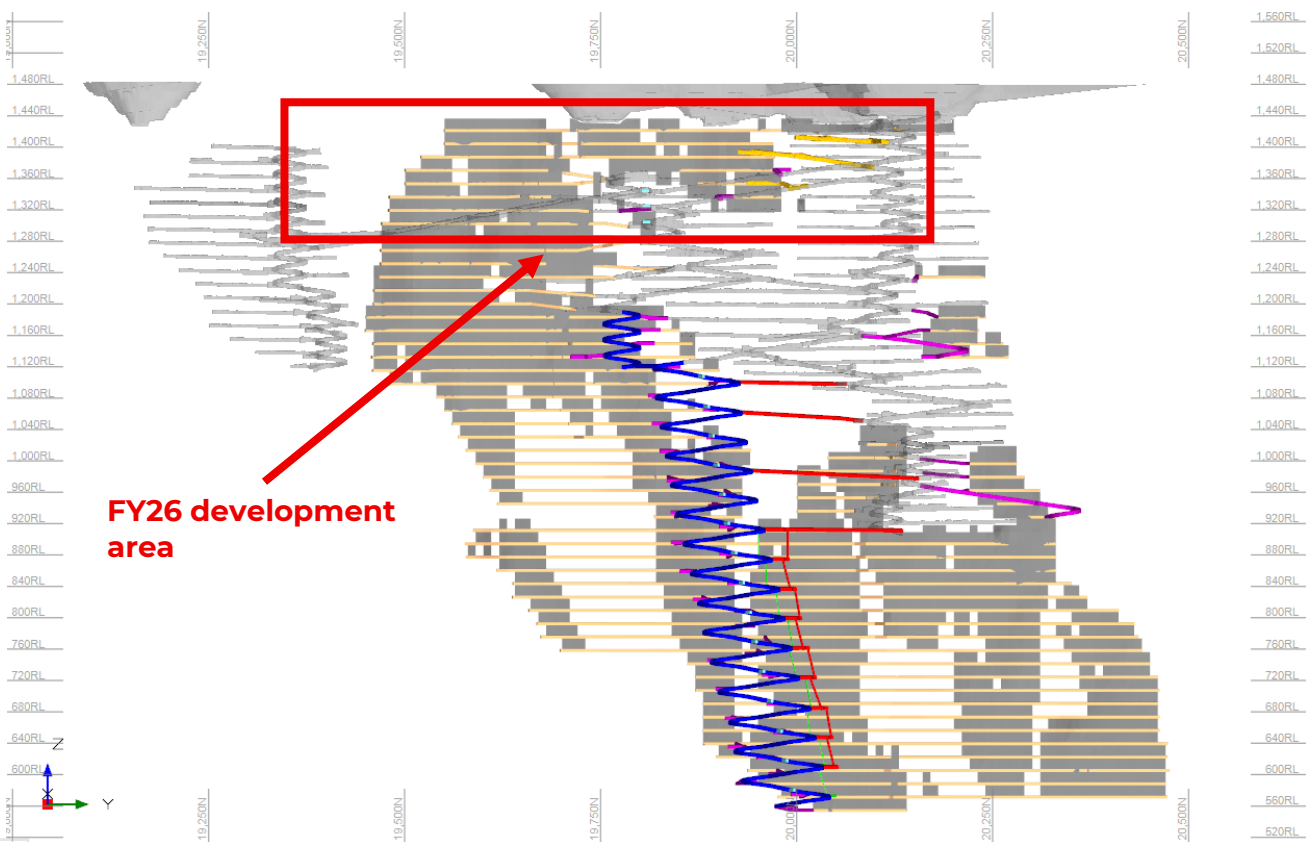 19,250N
19,500N
19,750N
20,000N
20,250N
20,500N
1,560RL
1,520RL
1,480RL 1,480RL
1,440RL 1,440RL
1,400RL 1,400RL
1,360RL 1,360RL
1,320RL 1,320RL
1,280RL 1,280RL
1,240RL 1,240RL
1,200RL 1,200RL
1,160RL 1,160RL
1,120RL 1,120RL
1,080RL 1,080RL
1,040RL 1,040RL
1,000RL 1,000RL
960RL 960RL
FY26 development
area
920RL 920RL
880RL 880RL
840RL 840RL
800RL 800RL
760RL 760RL
720RL 720RL
680RL 680RL
640RL 640RL
Z
600RL 600RL
X
Y
560RL
19,250N
19,500N
19,750N
20,000N
20,250N
20,500N
520RL